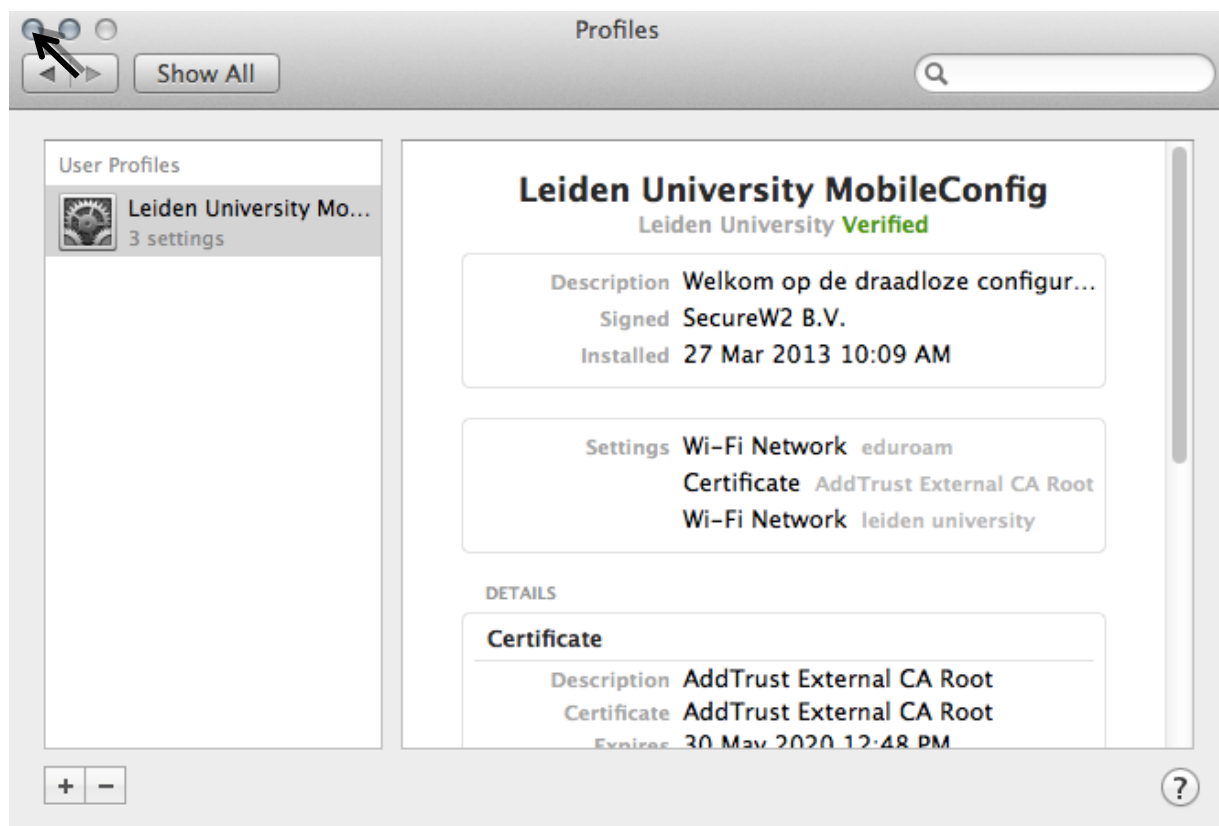 Profiles
Show All
User Profiles
Leiden University Mo...
3 settings
Leiden University MobileConfig
Leiden University Verified
Description Welkom op de draadloze configur...
Signed SecureW2 B.V.
Installed 27 Mar 2013 10:09 AM
Settings Wi-Fi Network eduroam
Certificate AddTrust External CA Root
Wi-Fi Network leiden university
DETAILS
Certificate
Description AddTrust External CA Root
Certificate AddTrust External CA Root
Expires 30 May 2020 12:48 PM
+ −
?